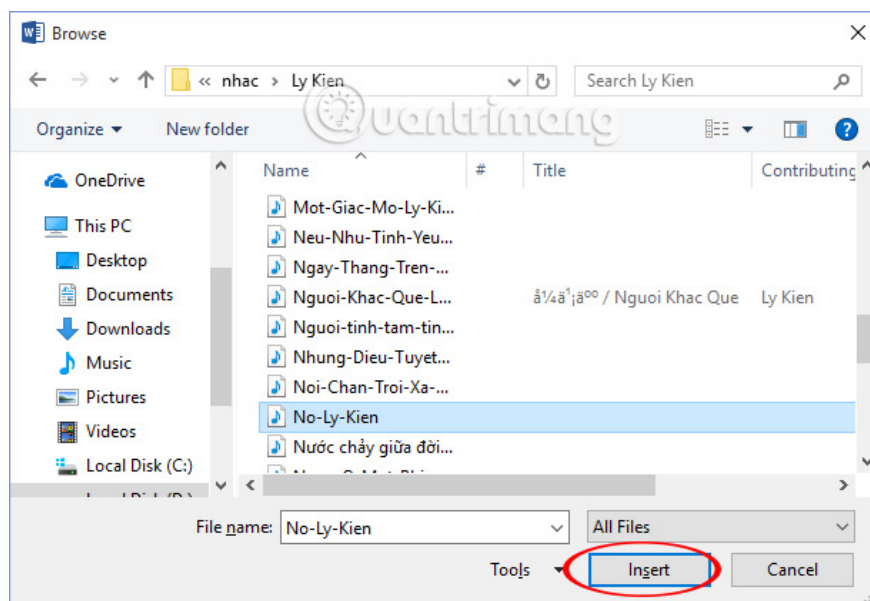 Browse
« nhac › Ly Kien
Search Ly Kien
Organize
New folder
Quantrimang
Name
#
Title
Contributing
OneDrive
This PC
Desktop
Documents
Downloads
Music
Pictures
Videos
Local Disk (C:)
Mot-Giac-Mo-Ly-Ki...
Neu-Nhu-Tinh-Yeu...
Ngay-Thang-Tren-...
Nguoi-Khac-Que-L... å¼ä¹¡äºº / Nguoi Khac Que Ly Kien
Nguoi-tinh-tam-tin...
Nhung-Dieu-Tuyet...
Noi-Chan-Troi-Xa-...
No-Ly-Kien
Nước chảy giữa đời...
File name: No-Ly-Kien
All Files
Tools
Insert
Cancel